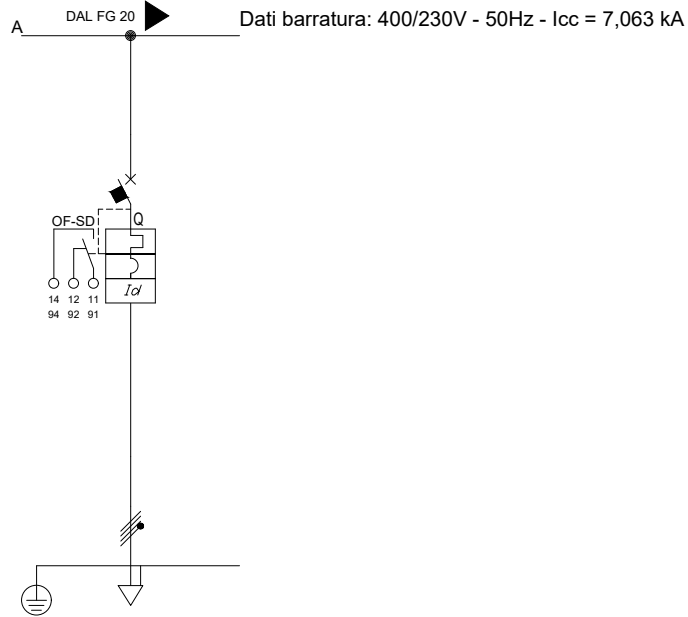 DAL FG 20
Dati barratura: 400/230V - 50Hz - Icc = 7,063 kA
A
OF-SD
Q
Id
14 12 11
94 92 91